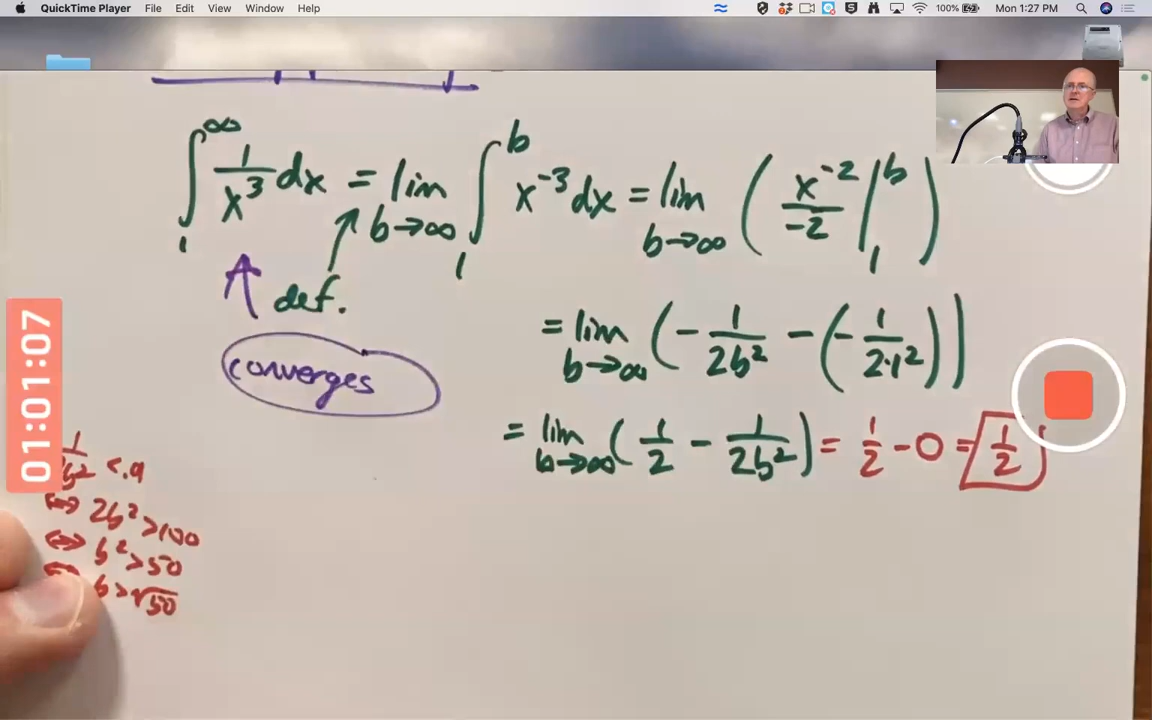 QuickTime Player File Edit View Window Help 100% Mon 1:27 PM
∫₁^∞ 1/x³ dx = lim b→∞ ∫₁^b x⁻³ dx = lim b→∞ ( x⁻²/-2 |₁^b )
def.
= lim b→∞ ( - 1/2b² - ( - 1/2·1² ) )
converges
= lim b→∞ ( 1/2 - 1/2b² ) = 1/2 - 0 = 1/2
01:01:07
⇔ 2b² > 100
⇔ b² > 50
b > √50